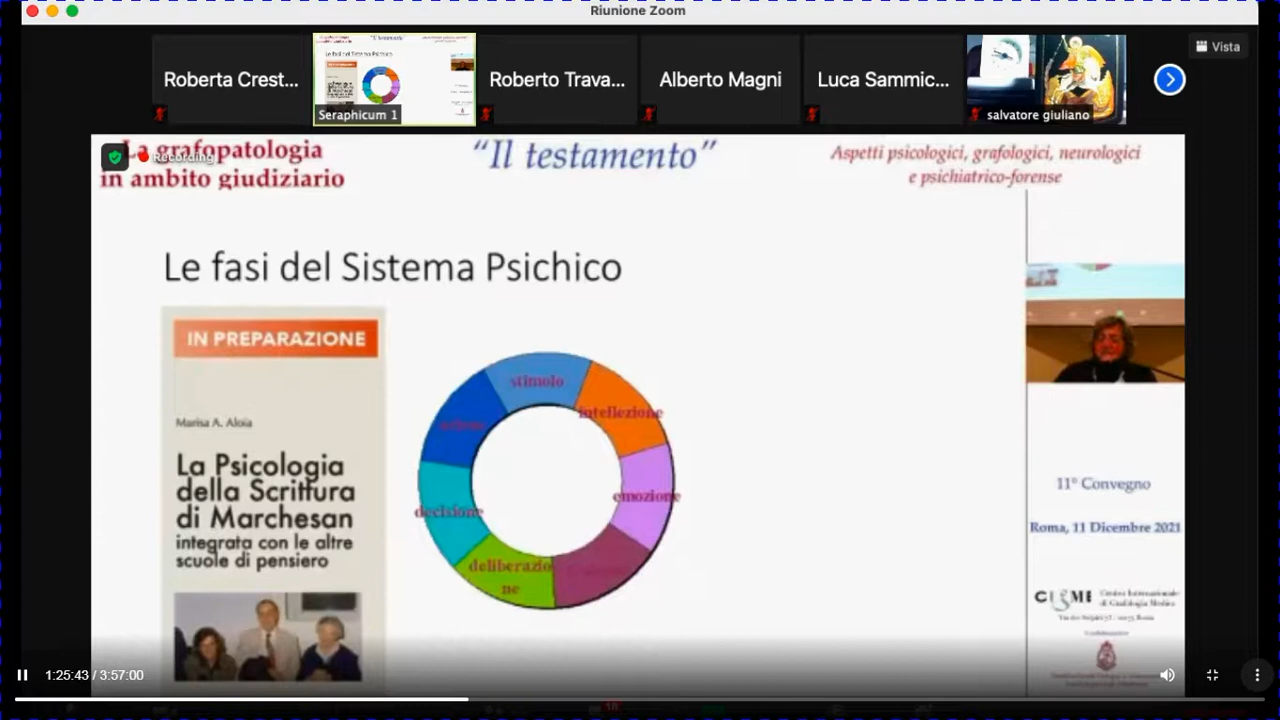 Riunione Zoom
Vista
Roberta Crest...
Seraphicum 1
Roberto Trava...
Alberto Magni
Luca Sammic...
salvatore giuliano
Recording
La grafopatologia
in ambito giudiziario
“Il testamento”
Aspetti psicologici, grafologici, neurologici
e psichiatrico-forense
Le fasi del Sistema Psichico
IN PREPARAZIONE
Marisa A. Aloia
La Psicologia
della Scrittura
di Marchesan
integrata con le altre
scuole di pensiero
stimolo
intellezione
emozione
deliberazio
ne
decisione
11° Convegno
Roma, 11 Dicembre 2021
Centro Internazionale
di Grafologia Medica
1:25:43 / 3:57:00